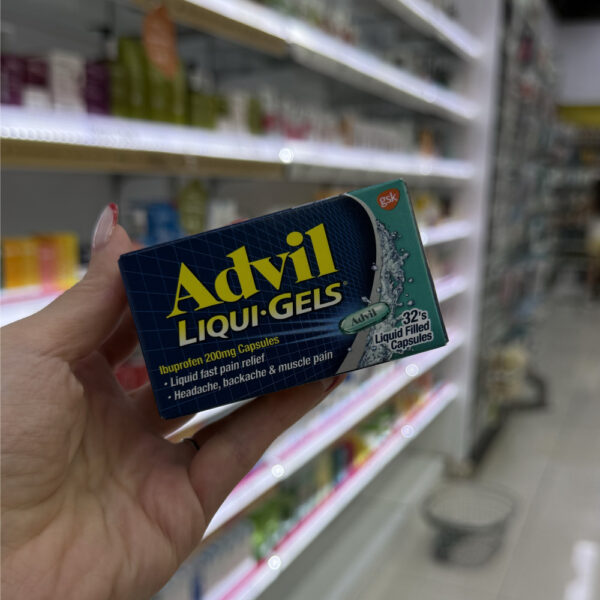 gsk
Advil
LIQUI·GELS®
Advil
32's
Liquid Filled
Capsules
Ibuprofen 200mg Capsules
• Liquid fast pain relief
• Headache, backache & muscle pain